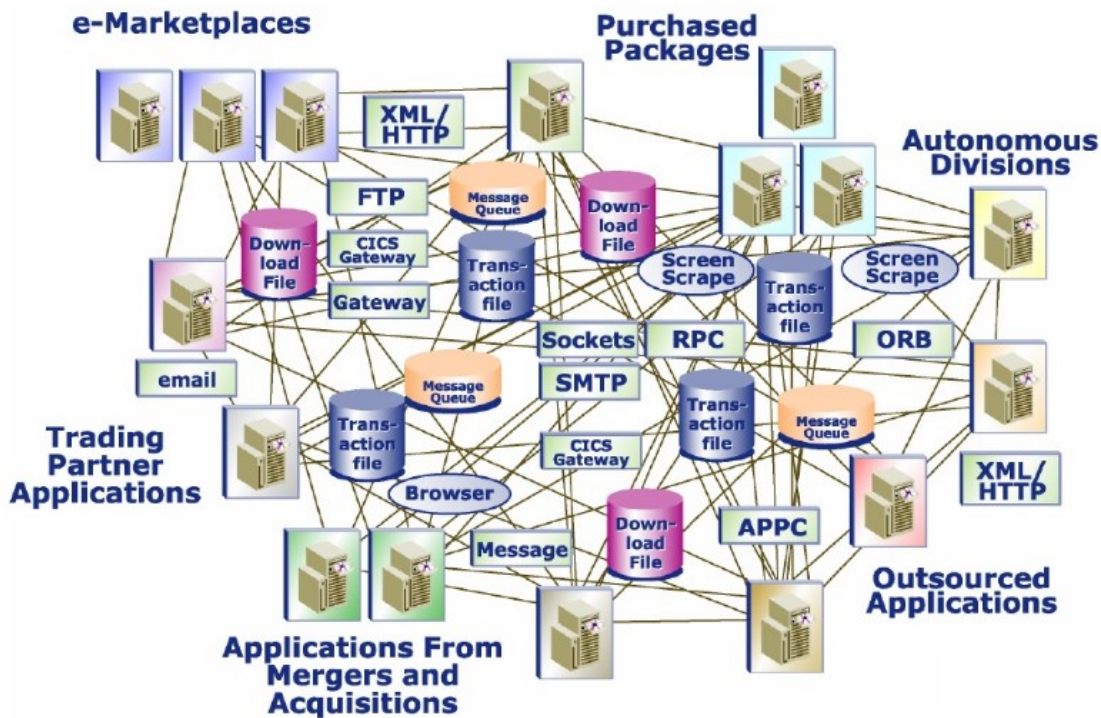 e-Marketplaces
Purchased
Packages
XML/
HTTP
Autonomous
Divisions
FTP
Message
Queue
Down-
load
File
Down-
load
File
CICS
Gateway
Trans-
action
file
Screen
Scrape
Screen
Scrape
Trans-
action
file
Gateway
Sockets
RPC
ORB
email
Message
Queue
SMTP
Trans-
action
file
Trans-
action
file
Message
Queue
Trading
Partner
Applications
CICS
Gateway
XML/
HTTP
Browser
Down-
load
File
Message
APPC
Outsourced
Applications
Applications From
Mergers and
Acquisitions